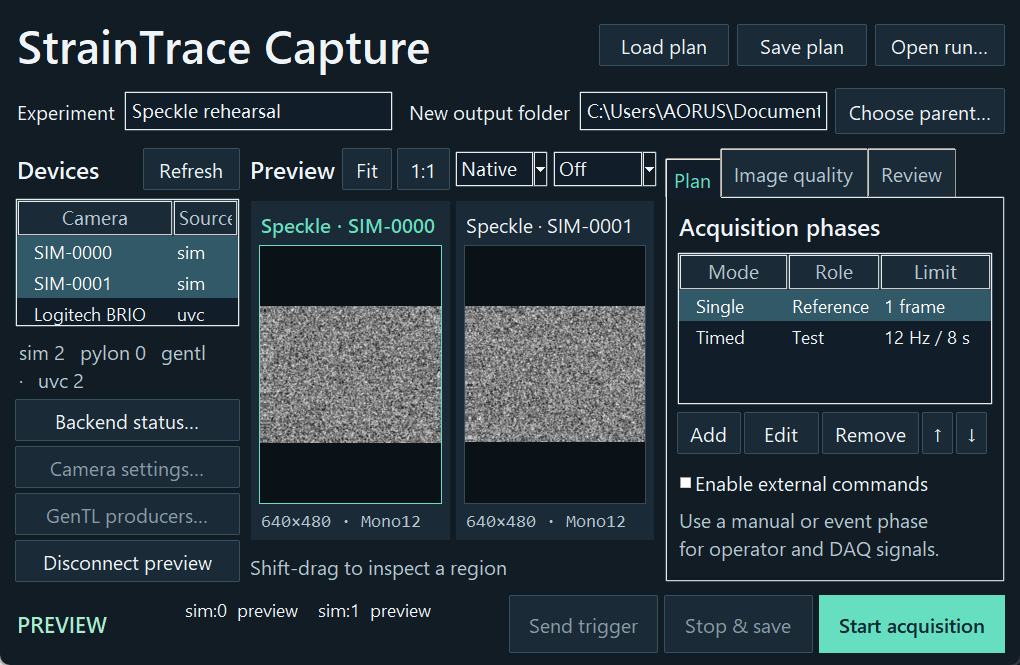 StrainTrace Capture
Load plan
Save plan
Open run...
Experiment
Speckle rehearsal
New output folder
C:\Users\AORUS\Document
Choose parent...
Devices
Refresh
Camera
Source
SIM-0000
sim
SIM-0001
sim
Logitech BRIO
uvc
sim 2   pylon 0   gentl
·   uvc 2
Backend status...
Camera settings...
GenTL producers...
Disconnect preview
Preview
Fit
1:1
Native
Off
Speckle · SIM-0000
640×480 · Mono12
Speckle · SIM-0001
640×480 · Mono12
Shift-drag to inspect a region
Plan
Image quality
Review
Acquisition phases
Mode
Role
Limit
Single
Reference
1 frame
Timed
Test
12 Hz / 8 s
Add
Edit
Remove
↑
↓
Enable external commands
Use a manual or event phase
for operator and DAQ signals.
PREVIEW
sim:0  preview
sim:1  preview
Send trigger
Stop & save
Start acquisition